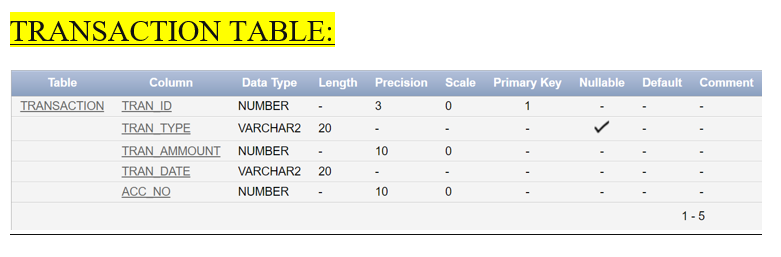 TRANSACTION TABLE:
Table Column Data Type Length Precision Scale Primary Key Nullable Default Comment
TRANSACTION TRAN_ID NUMBER - 3 0 1 - - -
TRAN_TYPE VARCHAR2 20 - - - ✓ - -
TRAN_AMMOUNT NUMBER - 10 0 - - - -
TRAN_DATE VARCHAR2 20 - - - - - -
ACC_NO NUMBER - 10 0 - - - -
1 - 5